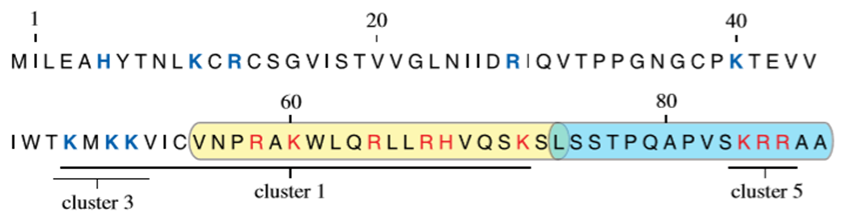 1 20 40
MILEAHYTNLKCRCSGVISTVVGLNIIDRIQVTPPGNGCPKTEVV
60 80
IWTKMKKVICVNPRAKWLQRLLRHVQSKSLSSTPQAPVSKRRAA
cluster 3 cluster 1 cluster 5